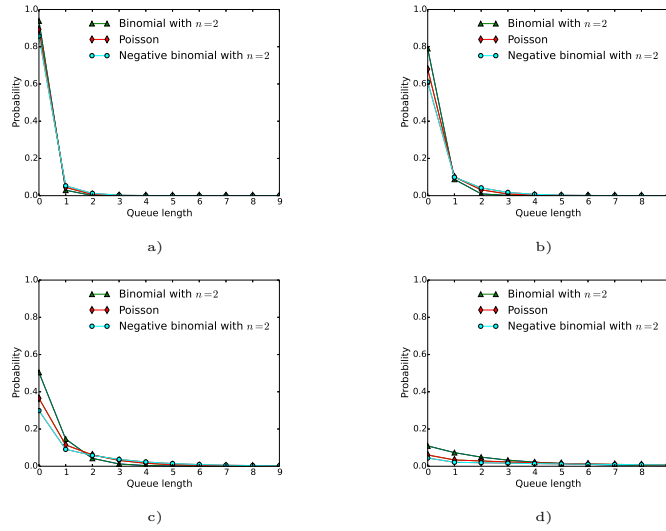 1.0
0.8
0.6
0.4
0.2
0.0
Probability
Binomial with n=2
Poisson
Negative binomial with n=2
0 1 2 3 4 5 6 7 8 9
Queue length
a)
1.0
0.8
0.6
0.4
0.2
0.0
Probability
Binomial with n=2
Poisson
Negative binomial with n=2
0 1 2 3 4 5 6 7 8
Queue length
b)
1.0
0.8
0.6
0.4
0.2
0.0
Probability
Binomial with n=2
Poisson
Negative binomial with n=2
0 1 2 3 4 5 6 7 8 9
Queue length
c)
1.0
0.8
0.6
0.4
0.2
0.0
Probability
Binomial with n=2
Poisson
Negative binomial with n=2
0 1 2 3 4 5 6 7 8
Queue length
d)